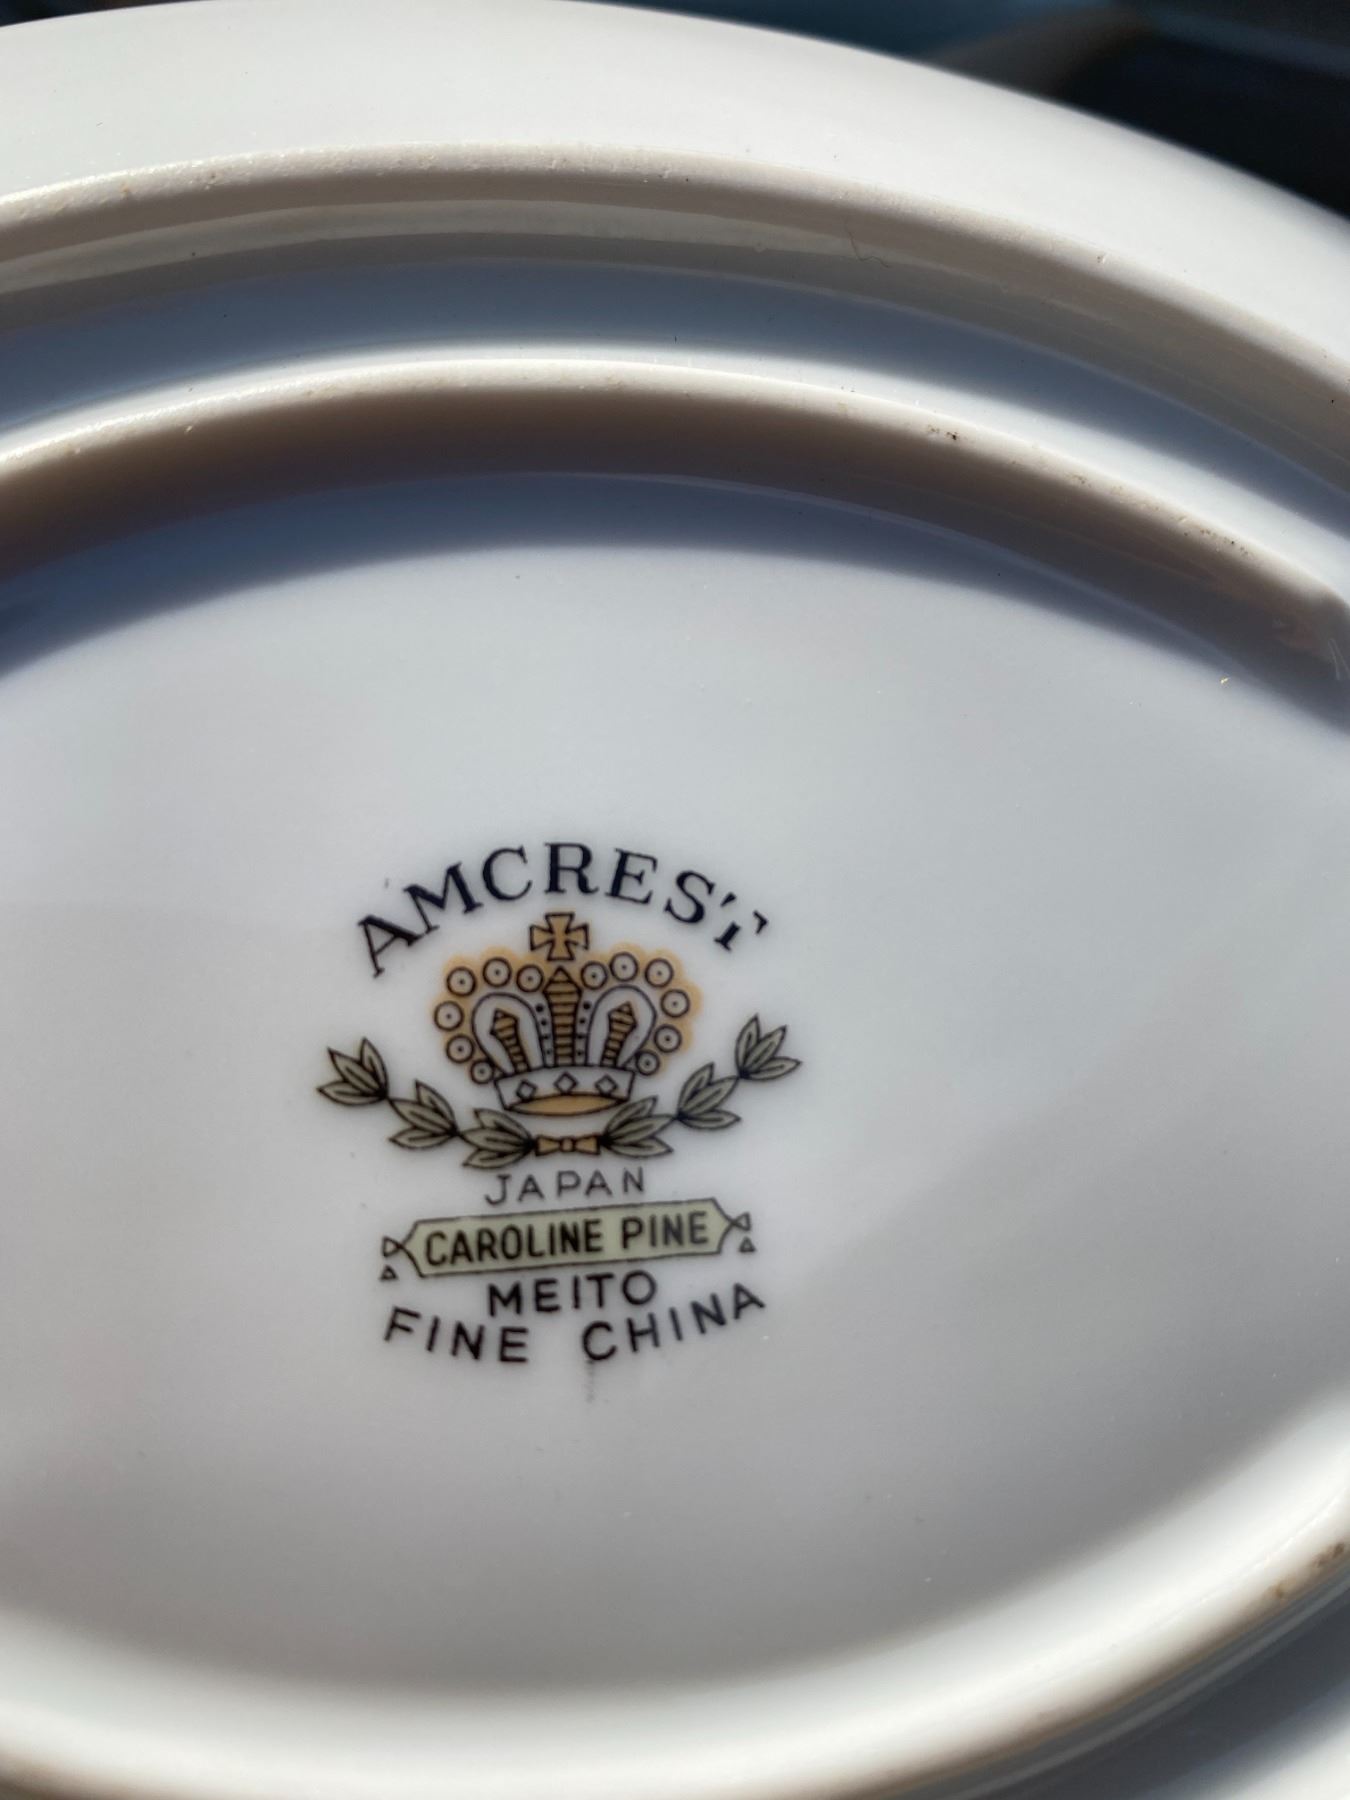 AMCREST
JAPAN
CAROLINE PINE
MEITO
FINE CHINA